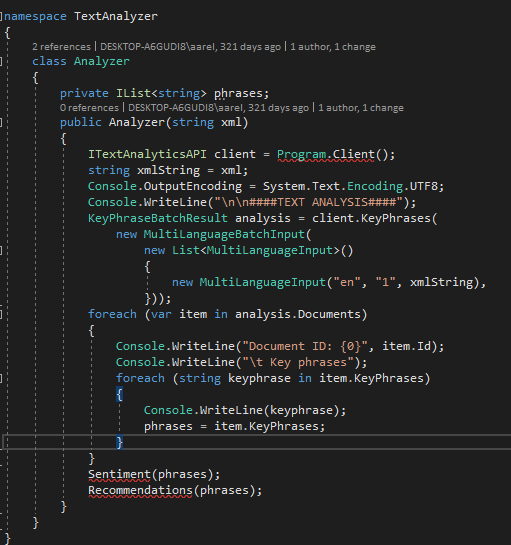 namespace TextAnalyzer
{
2 references | DESKTOP-A6GUDI8\aarel, 321 days ago | 1 author, 1 change
class Analyzer
{
private IList<string> phrases;
0 references | DESKTOP-A6GUDI8\aarel, 321 days ago | 1 author, 1 change
public Analyzer(string xml)
{
ITextAnalyticsAPI client = Program.Client();
string xmlString = xml;
Console.OutputEncoding = System.Text.Encoding.UTF8;
Console.WriteLine("\n\n####TEXT ANALYSIS####");
KeyPhraseBatchResult analysis = client.KeyPhrases(
new MultiLanguageBatchInput(
new List<MultiLanguageInput>()
{
new MultiLanguageInput("en", "1", xmlString),
}));
foreach (var item in analysis.Documents)
{
Console.WriteLine("Document ID: {0}", item.Id);
Console.WriteLine("\t Key phrases");
foreach (string keyphrase in item.KeyPhrases)
{
Console.WriteLine(keyphrase);
phrases = item.KeyPhrases;
}
}
Sentiment(phrases);
Recommendations(phrases);
}
}
}